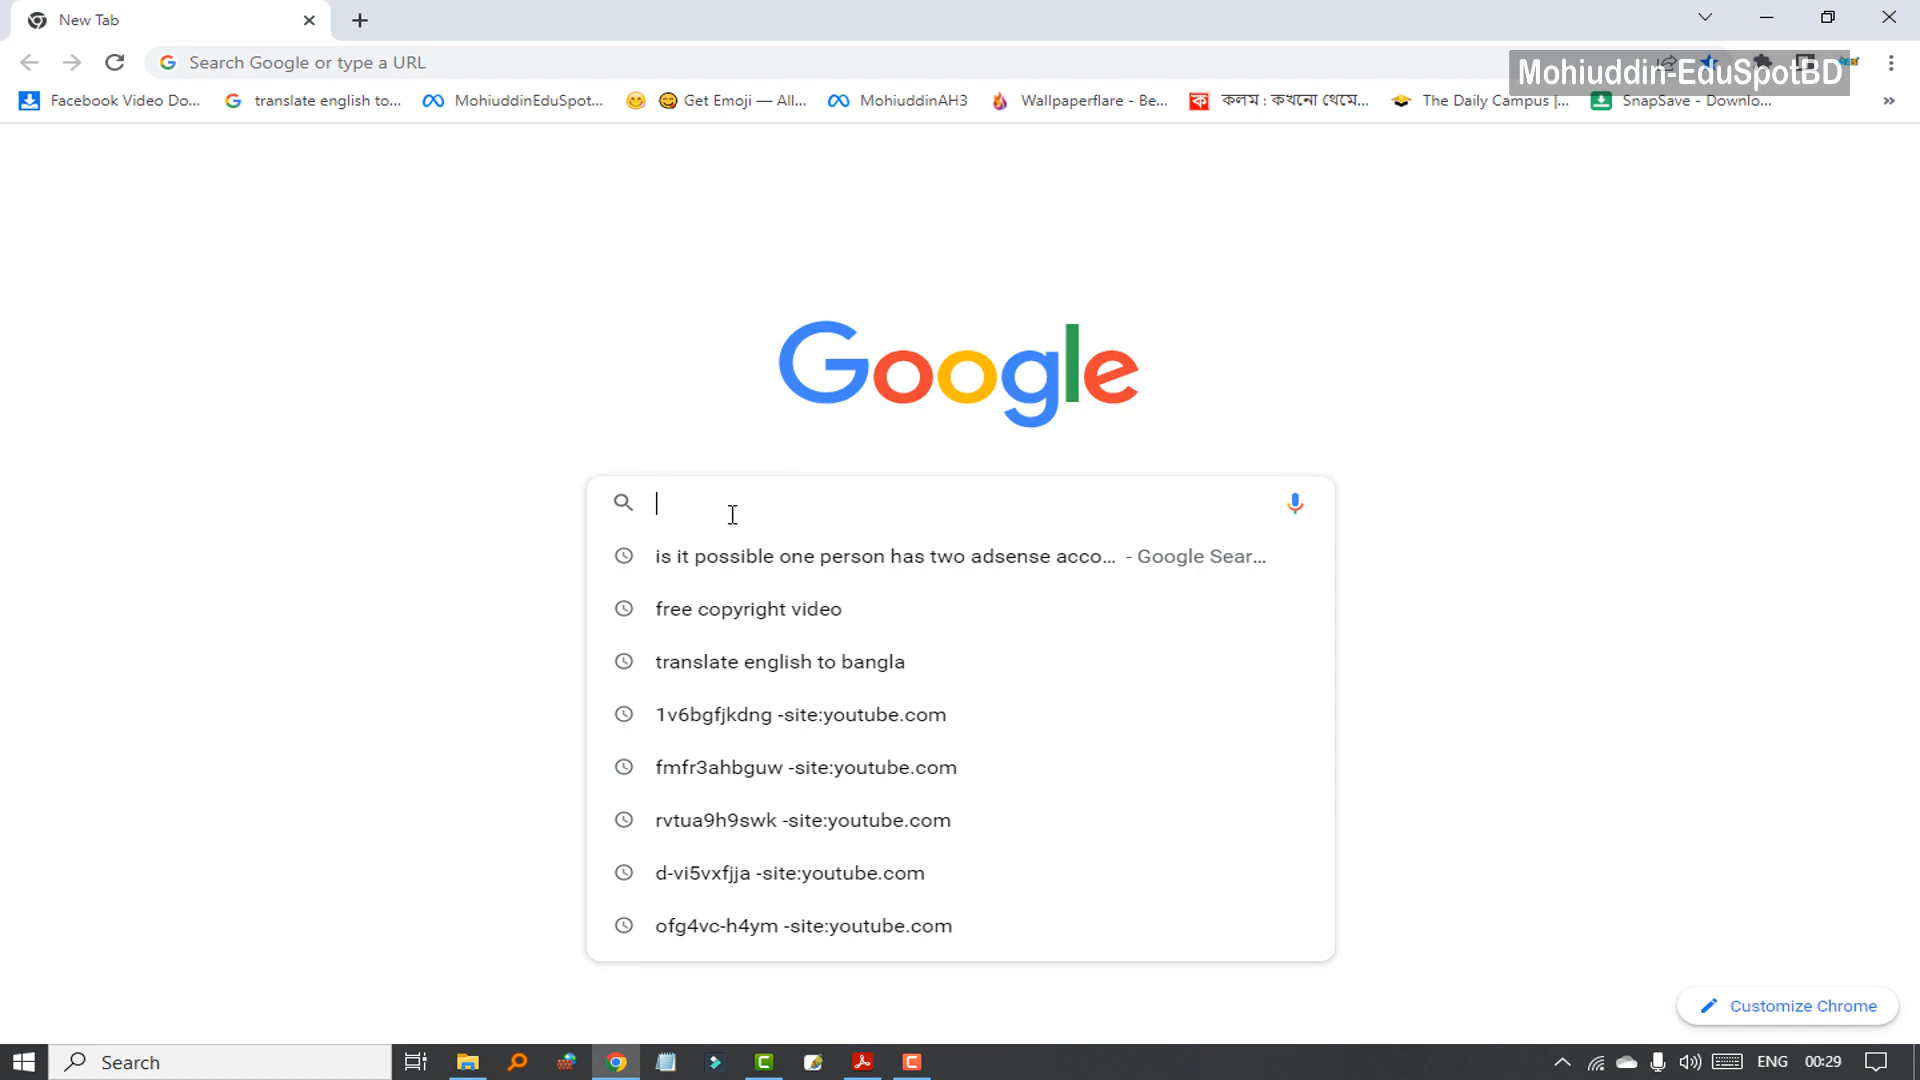 New Tab
Search Google or type a URL
Mohiuddin-EduSpotBD
Facebook Video Do...
translate english to...
MohiuddinEduSpot...
Get Emoji — All...
MohiuddinAH3
Wallpaperflare - Be...
কলম : কখনো থেমে...
The Daily Campus |...
SnapSave - Downlo...
Google
is it possible one person has two adsense acco... - Google Sear...
free copyright video
translate english to bangla
1v6bgfjkdng -site:youtube.com
fmfr3ahbguw -site:youtube.com
rvtua9h9swk -site:youtube.com
d-vi5vxfjja -site:youtube.com
ofg4vc-h4ym -site:youtube.com
Customize Chrome
Search
ENG
00:29